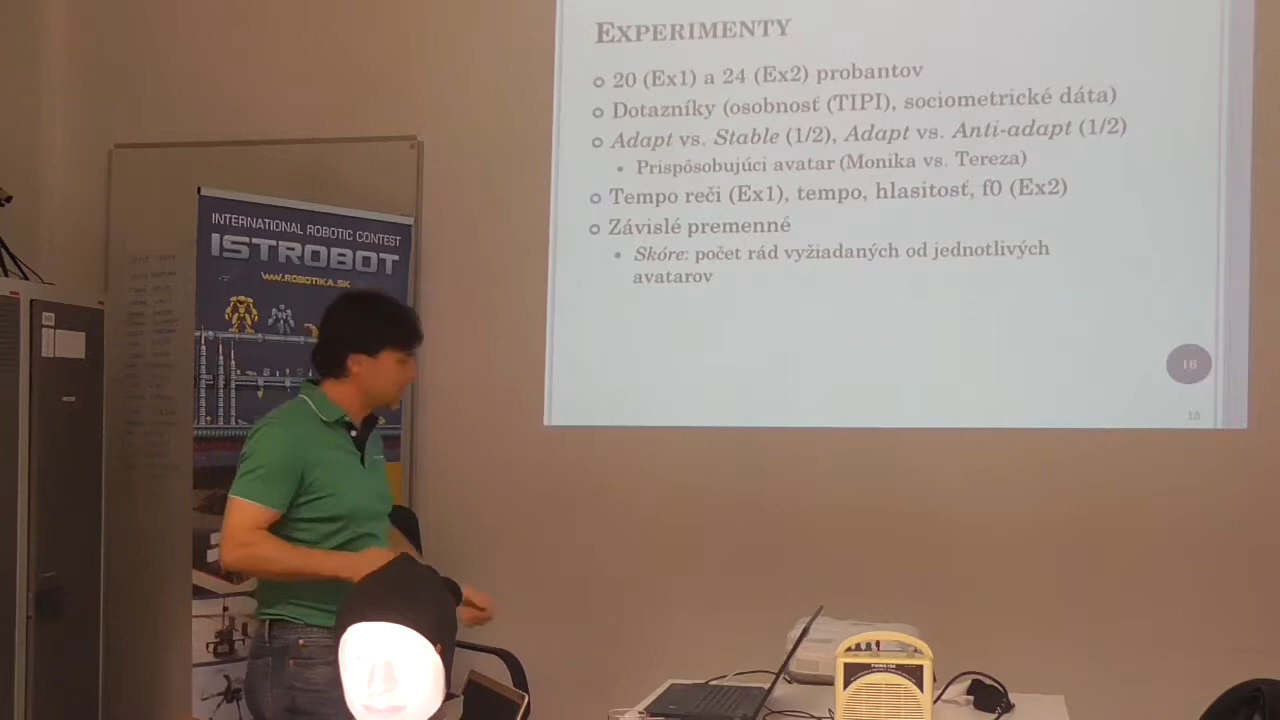 EXPERIMENTY
20 (Ex1) a 24 (Ex2) probantov
Dotazníky (osobnosť (TIPI), sociometrické dáta)
Adapt vs. Stable (1/2), Adapt vs. Anti-adapt (1/2)
Prispôsobujúci avatar (Monika vs. Tereza)
Tempo reči (Ex1), tempo, hlasitosť, f0 (Ex2)
Závislé premenné
Skóre: počet rád vyžiadaných od jednotlivých
avatarov
16
15
INTERNATIONAL ROBOTIC CONTEST
ISTROBOT
WWW.ROBOTIKA.SK